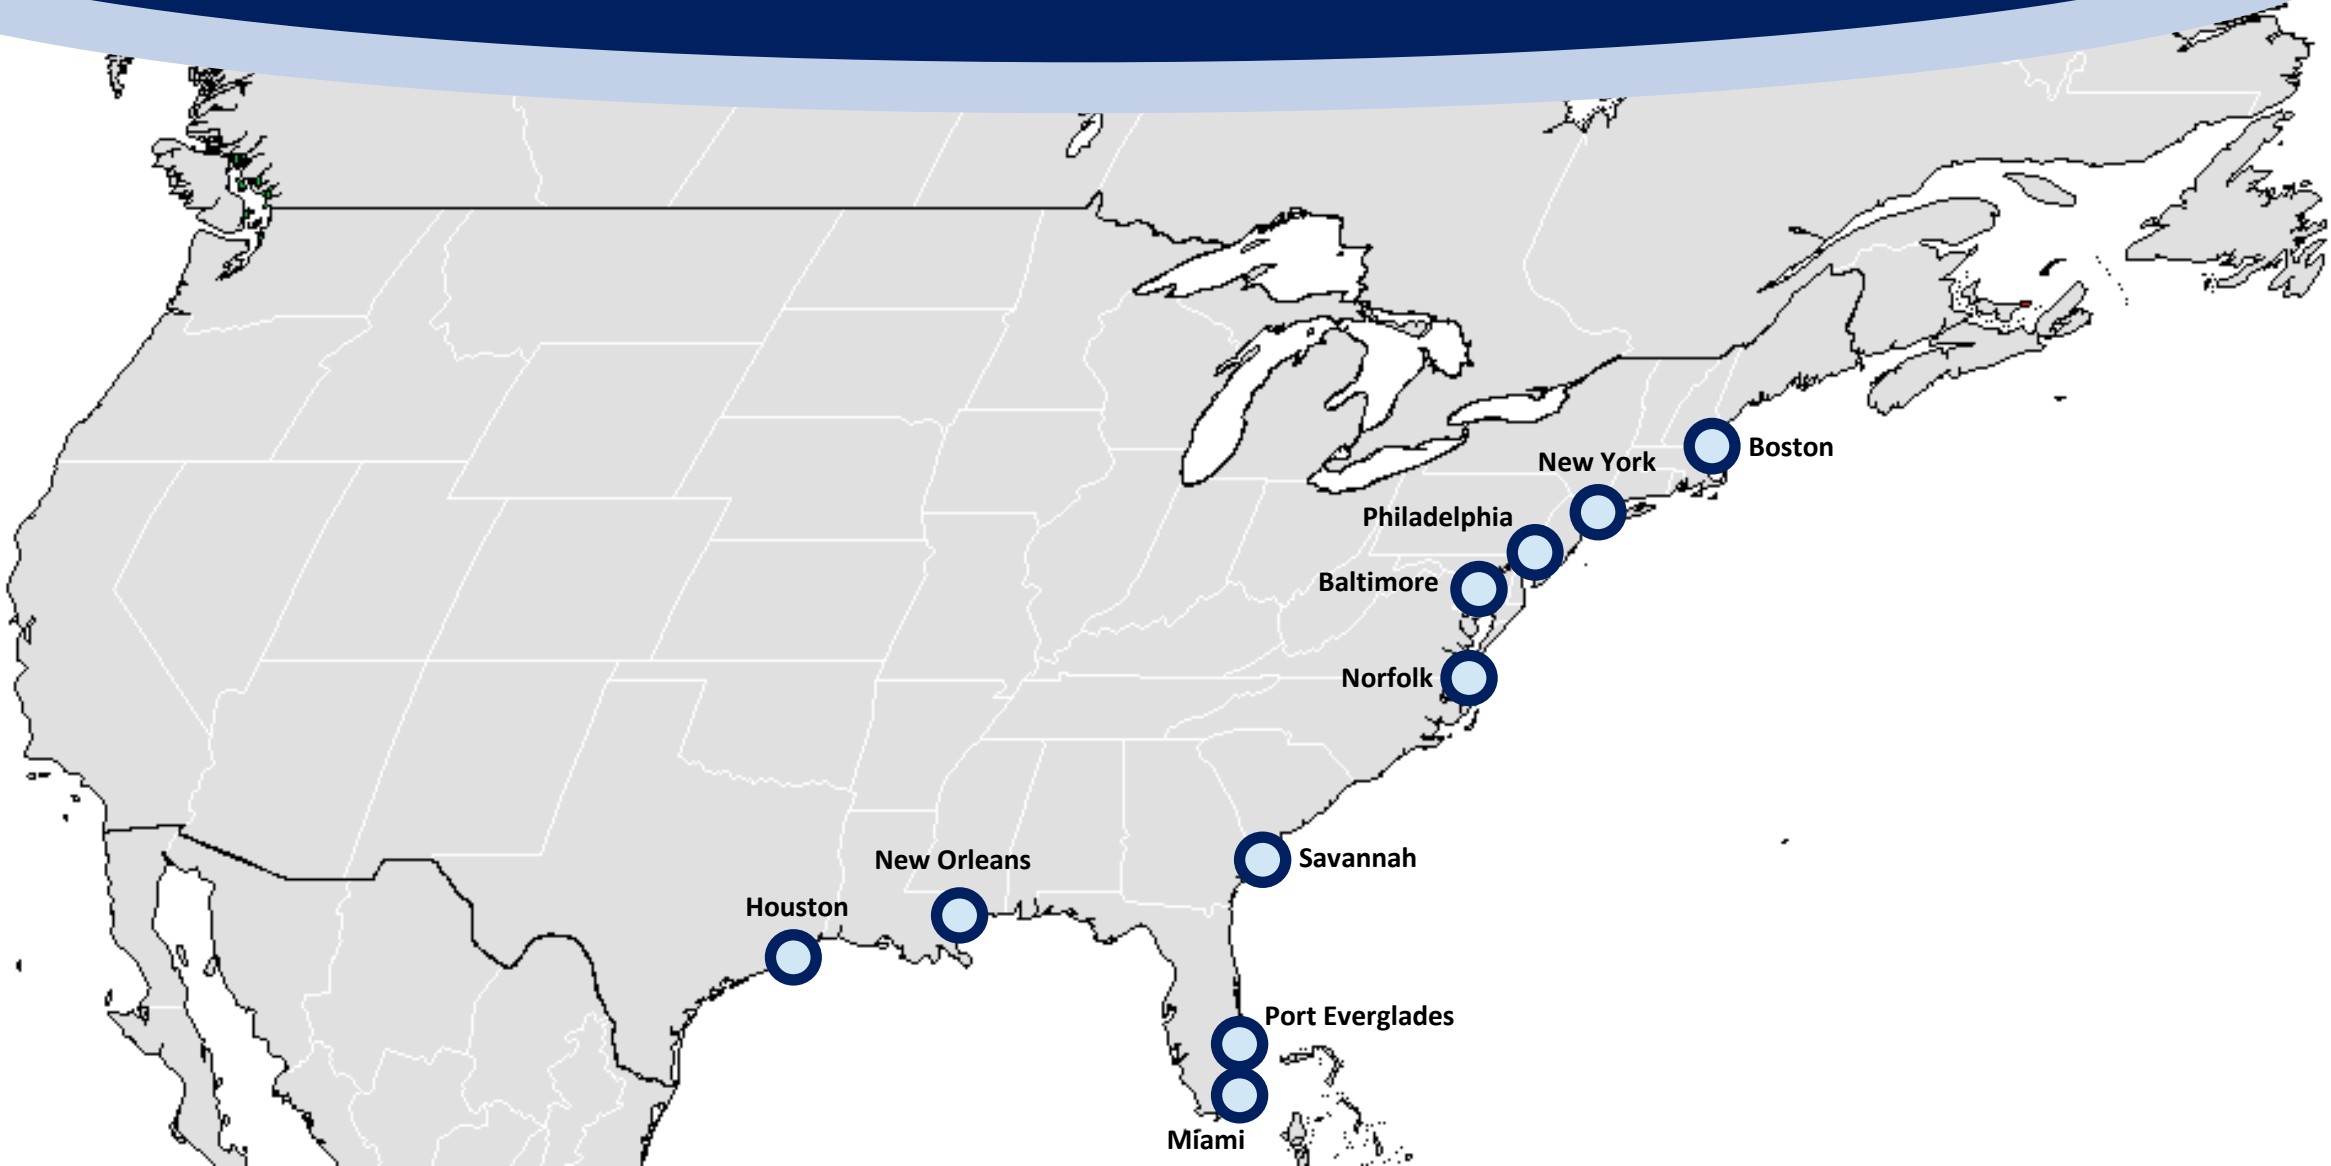 Boston
New York
Philadelphia
Baltimore
Norfolk
Savannah
New Orleans
Houston
Port Everglades
Miami